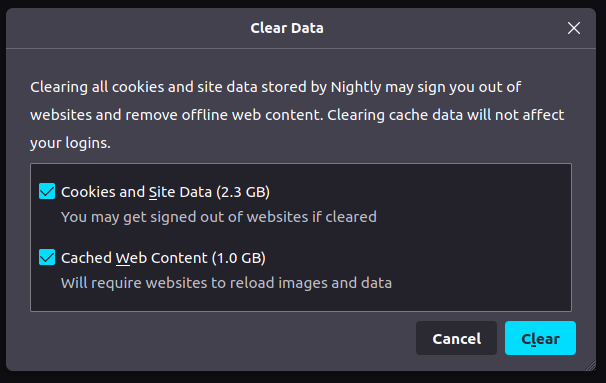 Clear Data
Clearing all cookies and site data stored by Nightly may sign you out of
websites and remove offline web content. Clearing cache data will not affect
your logins.
Cookies and Site Data (2.3 GB)
You may get signed out of websites if cleared
Cached Web Content (1.0 GB)
Will require websites to reload images and data
Cancel Clear